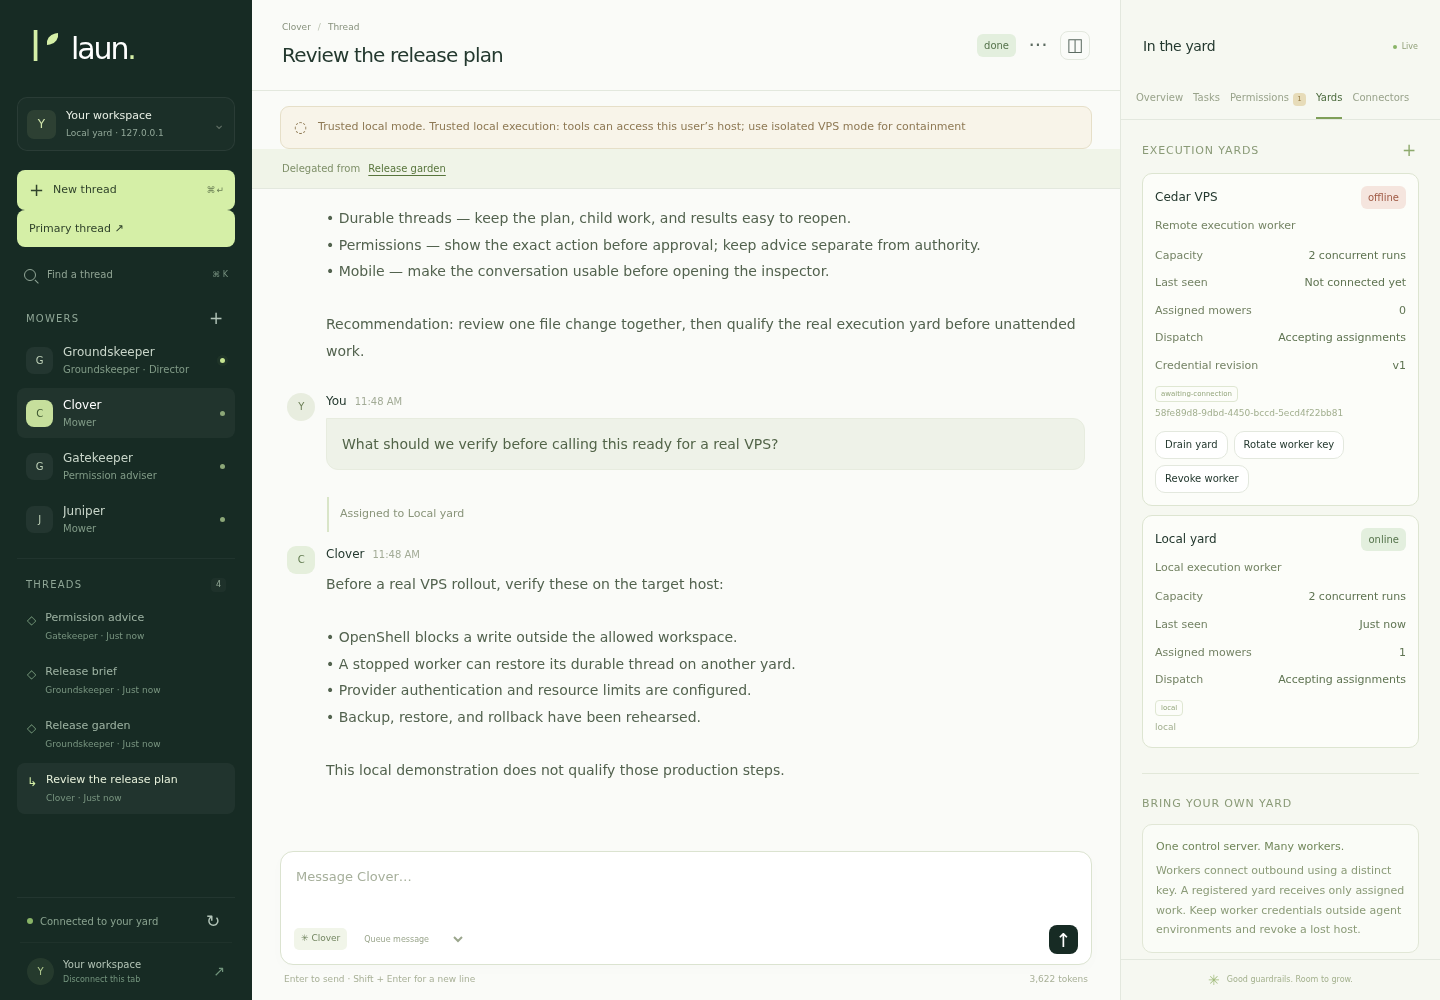 laun.
Y
Your workspace
Local yard · 127.0.0.1
+ New thread ⌘↵
Primary thread ↗
Find a thread ⌘ K
MOWERS +
G
Groundskeeper
Groundskeeper · Director
C
Clover
Mower
G
Gatekeeper
Permission adviser
J
Juniper
Mower
THREADS 4
Permission advice
Gatekeeper · Just now
Release brief
Groundskeeper · Just now
Release garden
Groundskeeper · Just now
↳ Review the release plan
Clover · Just now
Connected to your yard ↻
Y
Your workspace ↗
Disconnect this tab
Clover / Thread
Review the release plan
done ···
Trusted local mode. Trusted local execution: tools can access this user’s host; use isolated VPS mode for containment
Delegated from Release garden
• Durable threads — keep the plan, child work, and results easy to reopen.
• Permissions — show the exact action before approval; keep advice separate from authority.
• Mobile — make the conversation usable before opening the inspector.
Recommendation: review one file change together, then qualify the real execution yard before unattended
work.
Y You 11:48 AM
What should we verify before calling this ready for a real VPS?
Assigned to Local yard
C Clover 11:48 AM
Before a real VPS rollout, verify these on the target host:
• OpenShell blocks a write outside the allowed workspace.
• A stopped worker can restore its durable thread on another yard.
• Provider authentication and resource limits are configured.
• Backup, restore, and rollback have been rehearsed.
This local demonstration does not qualify those production steps.
Message Clover…
✳ Clover Queue message ↑
Enter to send · Shift + Enter for a new line 3,622 tokens
In the yard Live
Overview Tasks Permissions 1 Yards Connectors
EXECUTION YARDS +
Cedar VPS offline
Remote execution worker
Capacity 2 concurrent runs
Last seen Not connected yet
Assigned mowers 0
Dispatch Accepting assignments
Credential revision v1
awaiting-connection
58fe89d8-9dbd-4450-bccd-5ecd4f22bb81
Drain yard Rotate worker key
Revoke worker
Local yard online
Local execution worker
Capacity 2 concurrent runs
Last seen Just now
Assigned mowers 1
Dispatch Accepting assignments
local
local
BRING YOUR OWN YARD
One control server. Many workers.
Workers connect outbound using a distinct
key. A registered yard receives only assigned
work. Keep worker credentials outside agent
environments and revoke a lost host.
✳ Good guardrails. Room to grow.